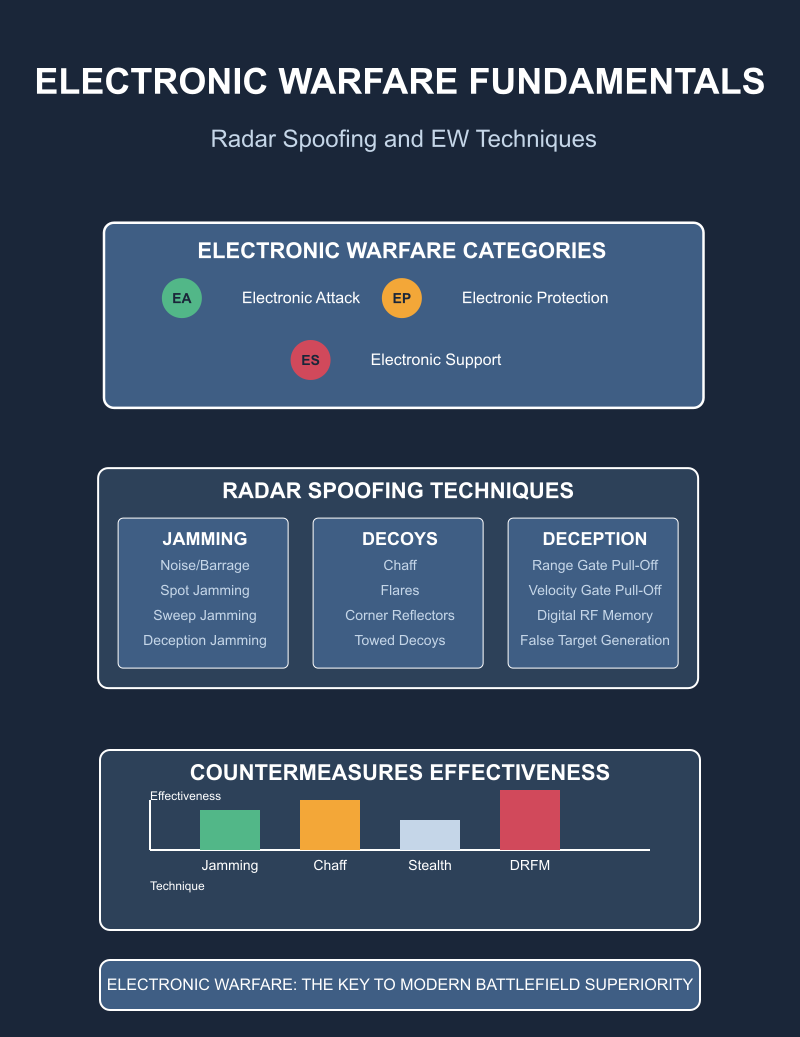 ELECTRONIC WARFARE FUNDAMENTALS
Radar Spoofing and EW Techniques
ELECTRONIC WARFARE CATEGORIES
EA Electronic Attack EP Electronic Protection
ES Electronic Support
RADAR SPOOFING TECHNIQUES
JAMMING
Noise/Barrage
Spot Jamming
Sweep Jamming
Deception Jamming
DECOYS
Chaff
Flares
Corner Reflectors
Towed Decoys
DECEPTION
Range Gate Pull-Off
Velocity Gate Pull-Off
Digital RF Memory
False Target Generation
COUNTERMEASURES EFFECTIVENESS
Effectiveness
Jamming Chaff Stealth DRFM
Technique
ELECTRONIC WARFARE: THE KEY TO MODERN BATTLEFIELD SUPERIORITY